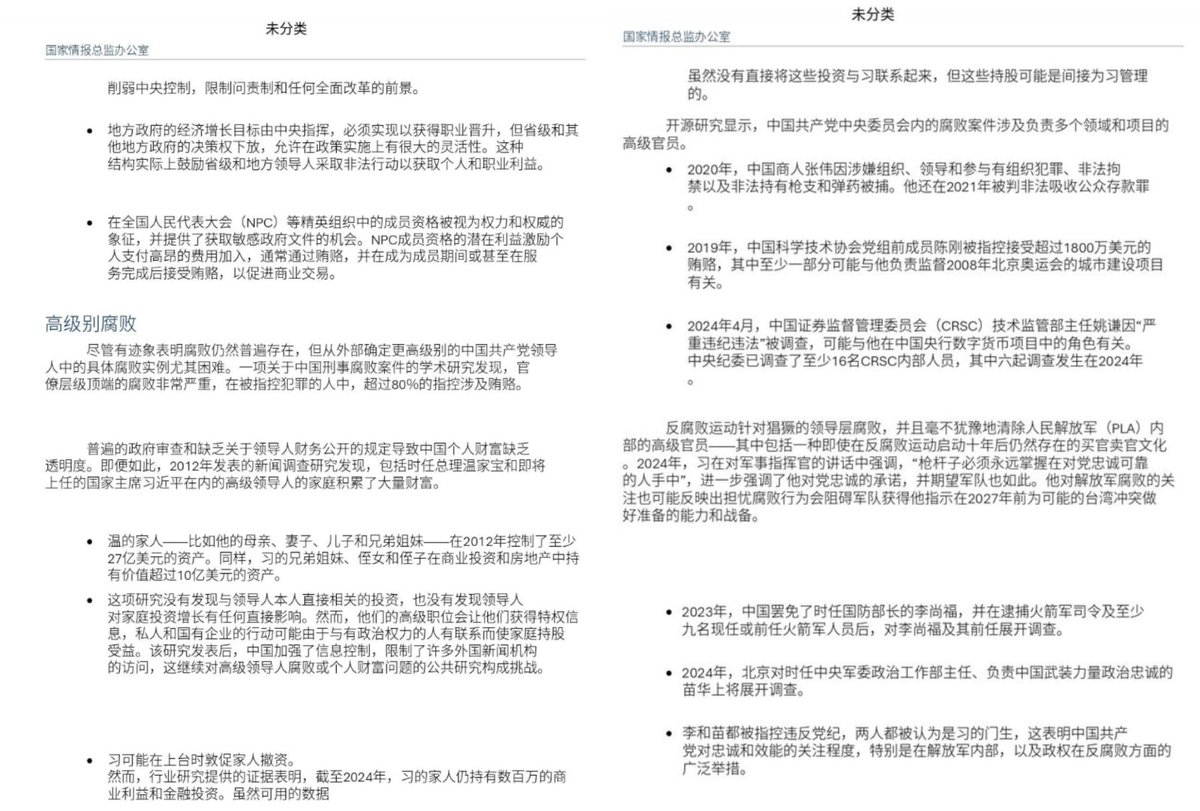 未分类
国家情报总监办公室
削弱中央控制，限制问责制和任何全面改革的前景。
• 地方政府的经济增长目标由中央指挥，必须实现以获得职业晋升，但省级和其
他地方政府的决策权下放，允许在政策实施上有很大的灵活性。这种
结构实际上鼓励省级和地方领导人采取非法行动以获取个人和职业利益。
• 在全国人民代表大会（NPC）等精英组织中的成员资格被视为权力和权威的
象征，并提供了获取敏感政府文件的机会。NPC成员资格的潜在利益激励个
人支付高昂的费用加入，通常通过贿赂，并在成为成员期间或甚至在服
务完成后接受贿赂，以促进商业交易。
高级别腐败
尽管有迹象表明腐败仍然普遍存在，但从外部确定更高级别的中国共产党领导
人中的具体腐败实例尤其困难。一项关于中国刑事腐败案件的学术研究发现，官
僚层级顶端的腐败非常严重，在被指控犯罪的人中，超过80%的指控涉及贿赂。
普遍的政府审查和缺乏关于领导人财务公开的规定导致中国个人财富缺乏
透明度。即便如此，2012年发表的新闻调查研究发现，包括时任总理温家宝和即将
上任的国家主席习近平在内的高级领导人的家庭积累了大量财富。
• 温的家人——比如他的母亲、妻子、儿子和兄弟姐妹——在2012年控制了至少
27亿美元的资产。同样，习的兄弟姐妹、侄女和侄子在商业投资和房地产中持
有价值超过10亿美元的资产。
• 这项研究没有发现与领导人本人直接相关的投资，也没有发现领导人
对家庭投资增长有任何直接影响。然而，他们的高级职位会让他们获得特权信
息，私人和国有企业的行动可能由于与有政治权力的人有联系而使家庭持股
受益。该研究发表后，中国加强了信息控制，限制了许多外国新闻机构
的访问，这继续对高级领导人腐败或个人财富问题的公共研究构成挑战。
• 习可能在上台时敦促家人撤资。
然而，行业研究提供的证据表明，截至2024年，习的家人仍持有数百万的商
业利益和金融投资。虽然可用的数据
未分类
国家情报总监办公室
虽然没有直接将这些投资与习联系起来，但这些持股可能是间接为习管理
的。
开源研究显示，中国共产党中央委员会内的腐败案件涉及负责多个领域和项目的
高级官员。
• 2020年，中国商人张伟因涉嫌组织、领导和参与有组织犯罪、非法拘
禁以及非法持有枪支和弹药被捕。他还在2021年被判非法吸收公众存款罪
。
• 2019年，中国科学技术协会党组前成员陈刚被指控接受超过1800万美元的
贿赂，其中至少一部分可能与他负责监督2008年北京奥运会的城市建设项目
有关。
• 2024年4月，中国证券监督管理委员会（CRSC）技术监管部主任姚谦因“严
重违纪违法”被调查，可能与他在中国央行数字货币项目中的角色有关。
中央纪委已调查了至少16名CRSC内部人员，其中六起调查发生在2024年
。
反腐败运动针对猖獗的领导层腐败，并且毫不犹豫地清除人民解放军（PLA）内
部的高级官员——其中包括一种即使在反腐败运动启动十年后仍然存在的买官卖官文化
。2024年，习在对军事指挥官的讲话中强调，“枪杆子必须永远掌握在对党忠诚可靠
的人手中”，进一步强调了他对党忠诚的承诺，并期望军队也如此。他对解放军腐败的关
注也可能反映出担忧腐败行为会阻碍军队获得他指示在2027年前为可能的台湾冲突做
好准备的能力和战备。
• 2023年，中国罢免了时任国防部长的李尚福，并在逮捕火箭军司令及至少
九名现任或前任火箭军人员后，对李尚福及其前任展开调查。
• 2024年，北京对时任中央军委政治工作部主任、负责中国武装力量政治忠诚的
苗华上将展开调查。
• 李和苗都被指控违反党纪，两人都被认为是习的门生，这表明中国共产
党对忠诚和效能的关注程度，特别是在解放军内部，以及政权在反腐败方面的
广泛举措。